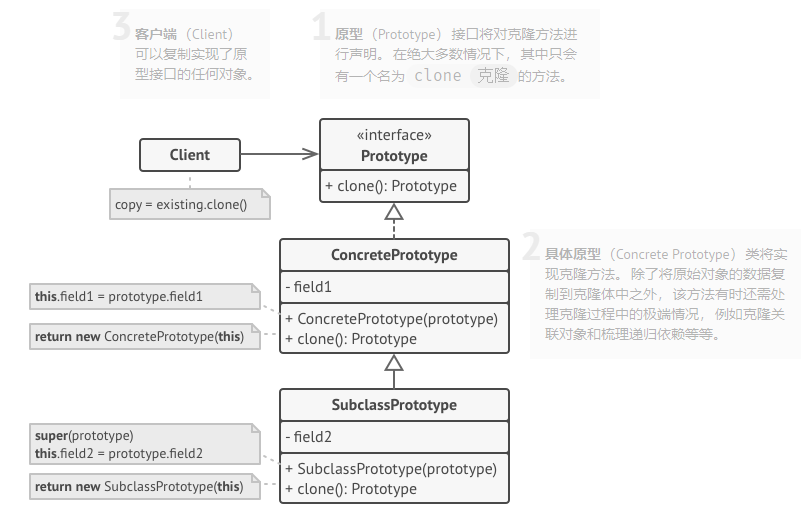 3 客户端（Client）
可以复制实现了原
型接口的任何对象。
1 原型（Prototype）接口将对克隆方法进
行声明。 在绝大多数情况下， 其中只会
有一个名为 clone 克隆 的方法。
Client
«interface»
Prototype
+ clone(): Prototype
copy = existing.clone()
ConcretePrototype
- field1
+ ConcretePrototype(prototype)
+ clone(): Prototype
this.field1 = prototype.field1
return new ConcretePrototype(this)
2 具体原型（Concrete Prototype）类将
实现克隆方法。 除了将原始对象的数据复
制到克隆体中之外， 该方法有时还需处
理克隆过程中的极端情况， 例如克隆关
联对象和梳理递归依赖等等。
SubclassPrototype
- field2
+ SubclassPrototype(prototype)
+ clone(): Prototype
super(prototype)
this.field2 = prototype.field2
return new SubclassPrototype(this)